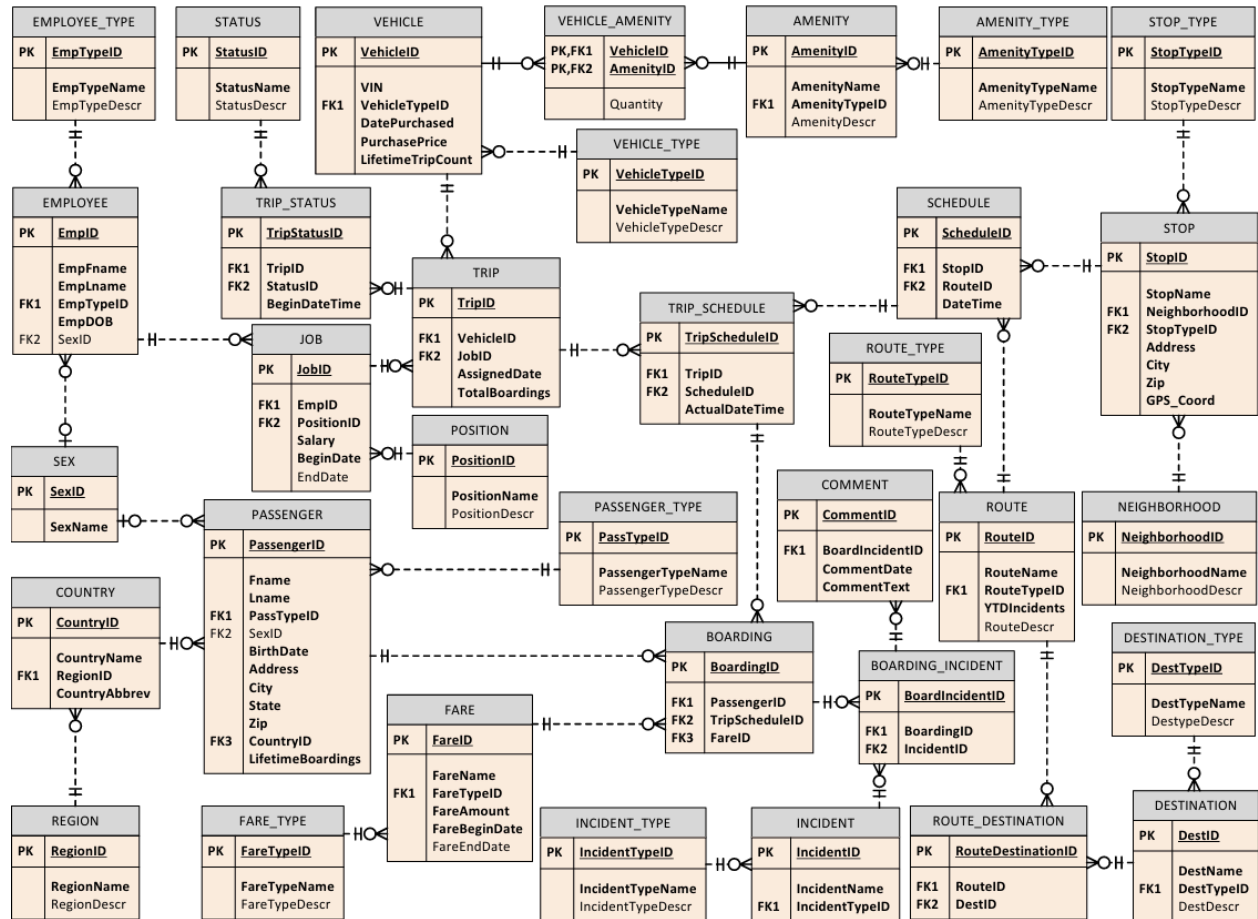 EMPLOYEE_TYPE
PK EmpTypeID
EmpTypeName
EmpTypeDescr
STATUS
PK StatusID
StatusName
StatusDescr
VEHICLE
PK VehicleID
VIN
FK1 VehicleTypeID
DatePurchased
PurchasePrice
LifetimeTripCount
VEHICLE_AMENITY
PK,FK1 VehicleID
PK,FK2 AmenityID
Quantity
AMENITY
PK AmenityID
AmenityName
FK1 AmenityTypeID
AmenityDescr
AMENITY_TYPE
PK AmenityTypeID
AmenityTypeName
AmenityTypeDescr
STOP_TYPE
PK StopTypeID
StopTypeName
StopTypeDescr
VEHICLE_TYPE
PK VehicleTypeID
VehicleTypeName
VehicleTypeDescr
EMPLOYEE
PK EmpID
EmpFname
EmpLname
FK1 EmpTypeID
EmpDOB
FK2 SexID
TRIP_STATUS
PK TripStatusID
FK1 TripID
FK2 StatusID
BeginDateTime
TRIP
PK TripID
FK1 VehicleID
FK2 JobID
AssignedDate
TotalBoardings
TRIP_SCHEDULE
PK TripScheduleID
FK1 TripID
FK2 ScheduleID
ActualDateTime
SCHEDULE
PK ScheduleID
FK1 StopID
FK2 RouteID
DateTime
STOP
PK StopID
StopName
FK1 NeighborhoodID
FK2 StopTypeID
Address
City
Zip
GPS_Coord
JOB
PK JobID
FK1 EmpID
FK2 PositionID
Salary
BeginDate
EndDate
ROUTE_TYPE
PK RouteTypeID
RouteTypeName
RouteTypeDescr
POSITION
PK PositionID
PositionName
PositionDescr
SEX
PK SexID
SexName
PASSENGER
PK PassengerID
Fname
Lname
FK1 PassTypeID
FK2 SexID
BirthDate
Address
City
State
Zip
FK3 CountryID
LifetimeBoardings
PASSENGER_TYPE
PK PassTypeID
PassengerTypeName
PassengerTypeDescr
COMMENT
PK CommentID
FK1 BoardIncidentID
CommentDate
CommentText
ROUTE
PK RouteID
RouteName
FK1 RouteTypeID
YTDIncidents
RouteDescr
NEIGHBORHOOD
PK NeighborhoodID
NeighborhoodName
NeighborhoodDescr
COUNTRY
PK CountryID
CountryName
FK1 RegionID
CountryAbbrev
BOARDING
PK BoardingID
FK1 PassengerID
FK2 TripScheduleID
FK3 FareID
BOARDING_INCIDENT
PK BoardIncidentID
FK1 BoardingID
FK2 IncidentID
DESTINATION_TYPE
PK DestTypeID
DestTypeName
DestypeDescr
FARE
PK FareID
FareName
FK1 FareTypeID
FareAmount
FareBeginDate
FareEndDate
REGION
PK RegionID
RegionName
RegionDescr
FARE_TYPE
PK FareTypeID
FareTypeName
FareTypeDescr
INCIDENT_TYPE
PK IncidentTypeID
IncidentTypeName
IncidentTypeDescr
INCIDENT
PK IncidentID
IncidentName
FK1 IncidentTypeID
ROUTE_DESTINATION
PK RouteDestinationID
FK1 RouteID
FK2 DestID
DESTINATION
PK DestID
DestName
FK1 DestTypeID
DestDescr